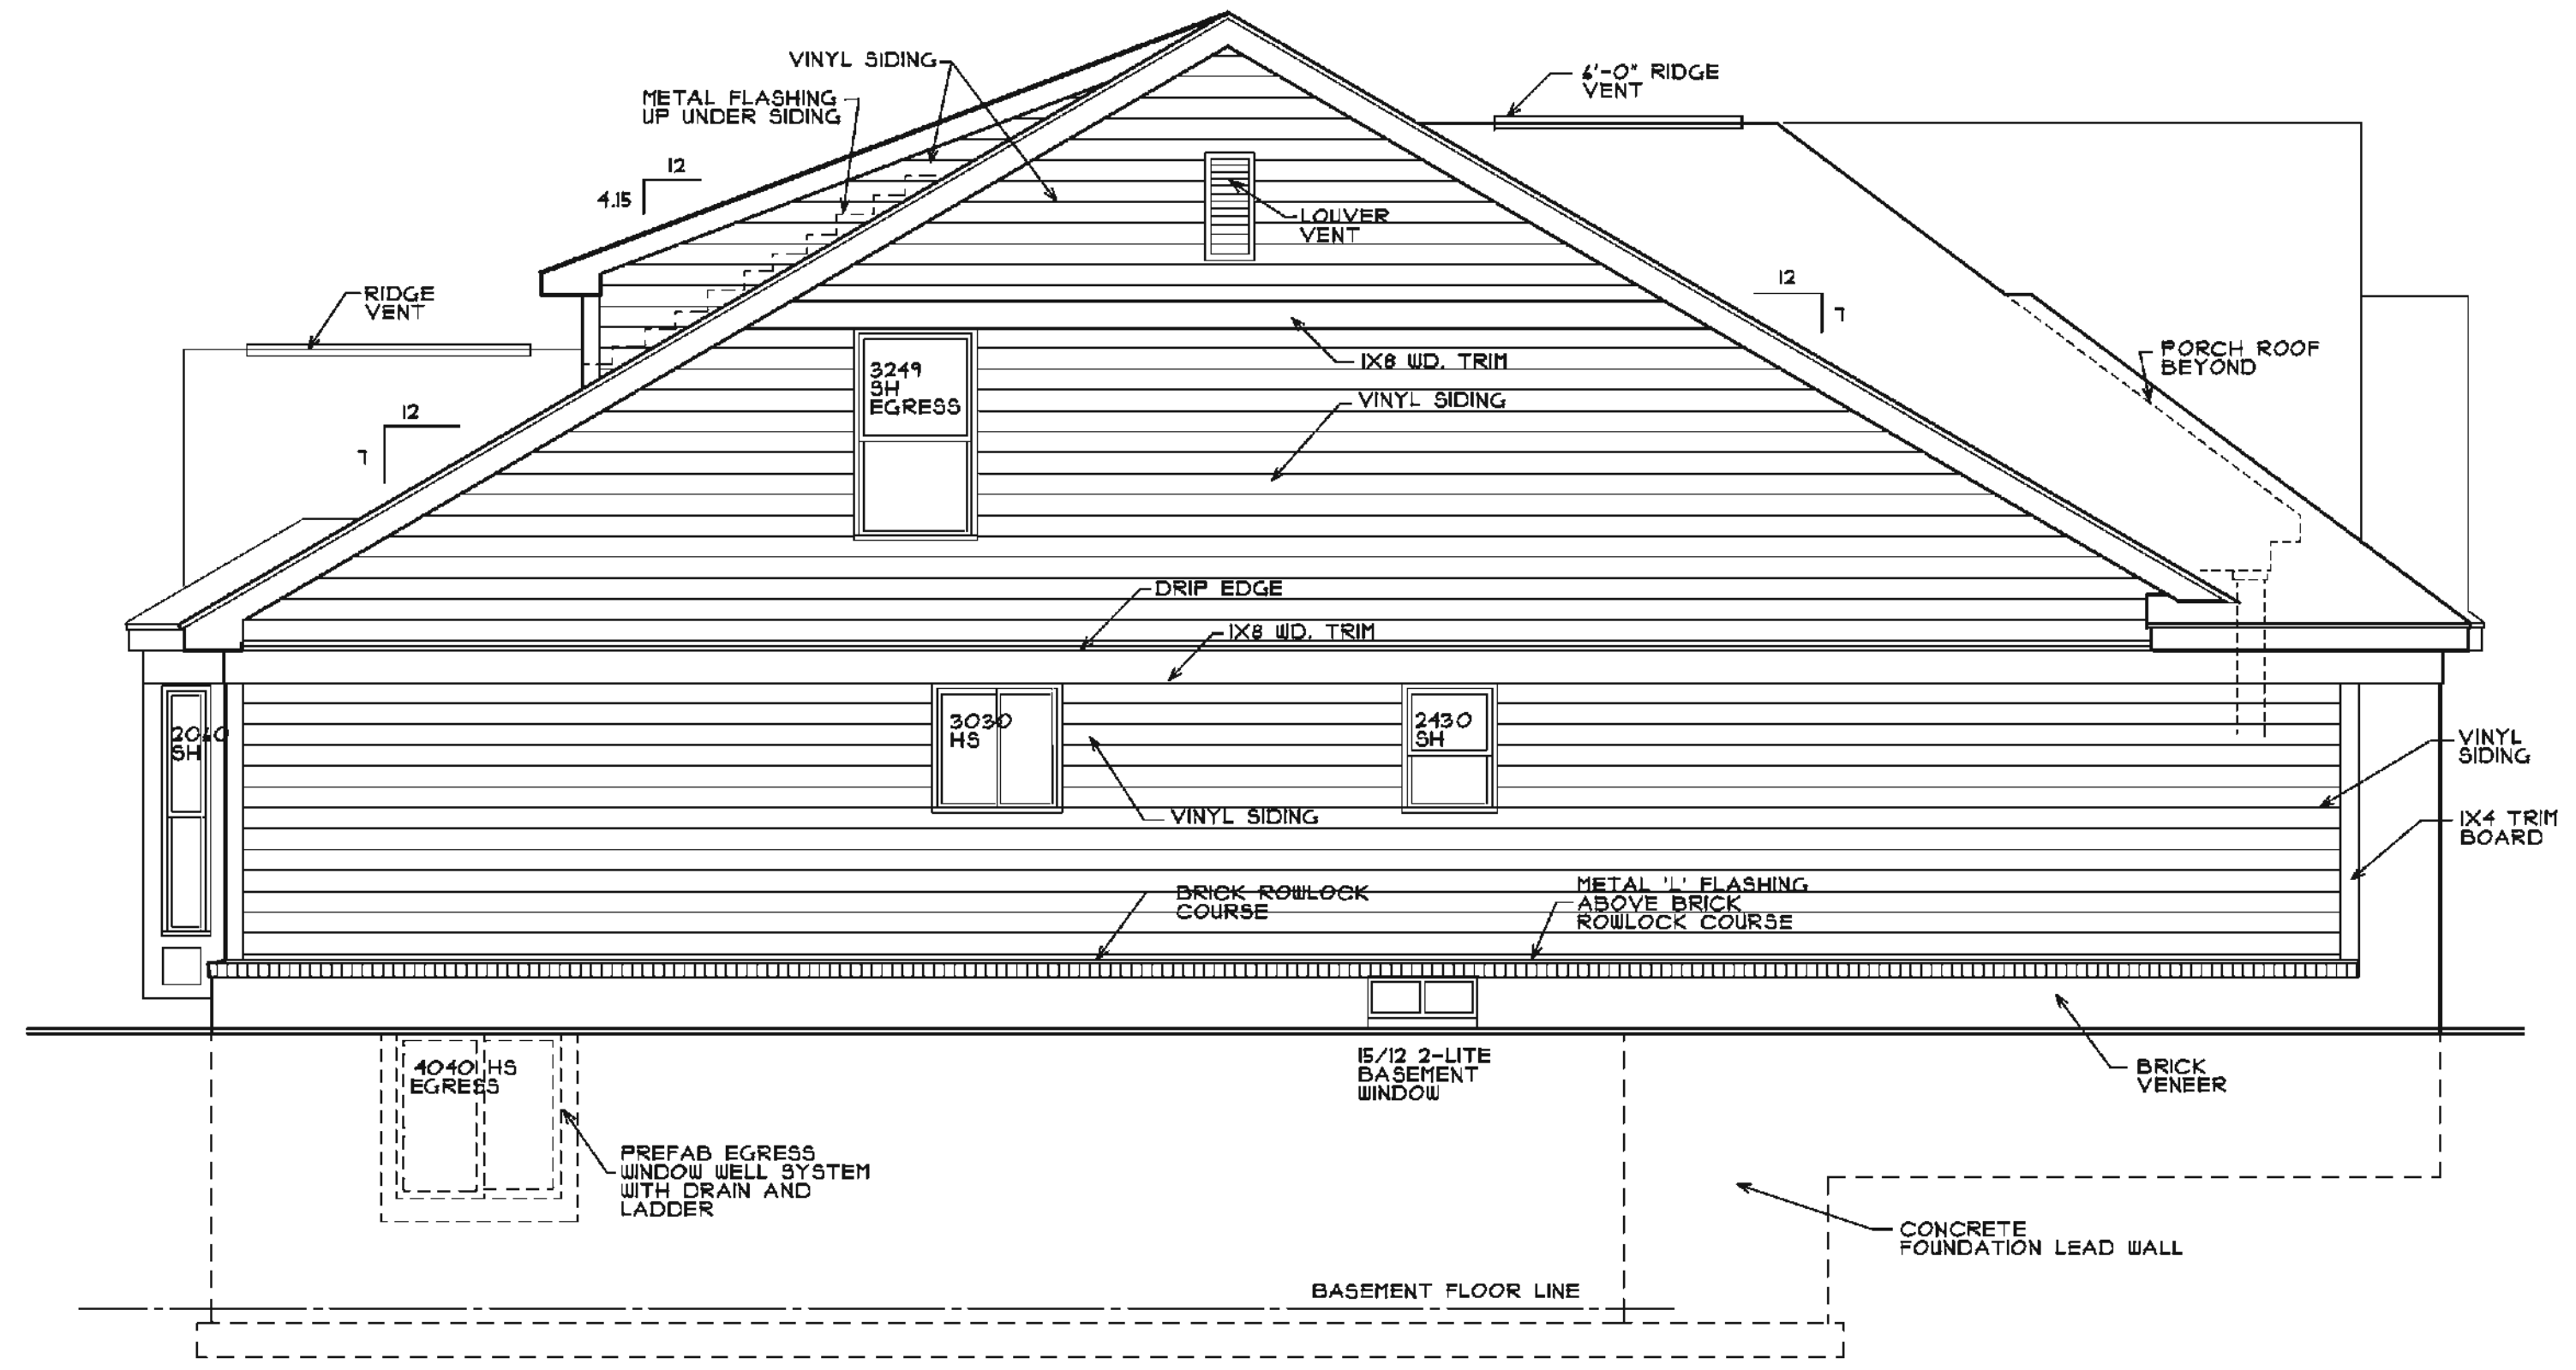 VINYL SIDING
METAL FLASHING
UP UNDER SIDING
6'-0" RIDGE
VENT
12
4.15
LOUVER
VENT
RIDGE
VENT
12
7
1X8 WD. TRIM
PORCH ROOF
BEYOND
3249
SH
EGRESS
VINYL SIDING
12
7
DRIP EDGE
1X8 WD. TRIM
3030
HS
2430
SH
SH
VINYL
SIDING
VINYL SIDING
1X4 TRIM
BOARD
BRICK ROWLOCK
COURSE
METAL 'L' FLASHING
ABOVE BRICK
ROWLOCK COURSE
15/12 2-LITE
BASEMENT
WINDOW
4040 HS
EGRESS
BRICK
VENEER
PREFAB EGRESS
WINDOW WELL SYSTEM
WITH DRAIN AND
LADDER
CONCRETE
FOUNDATION LEAD WALL
BASEMENT FLOOR LINE